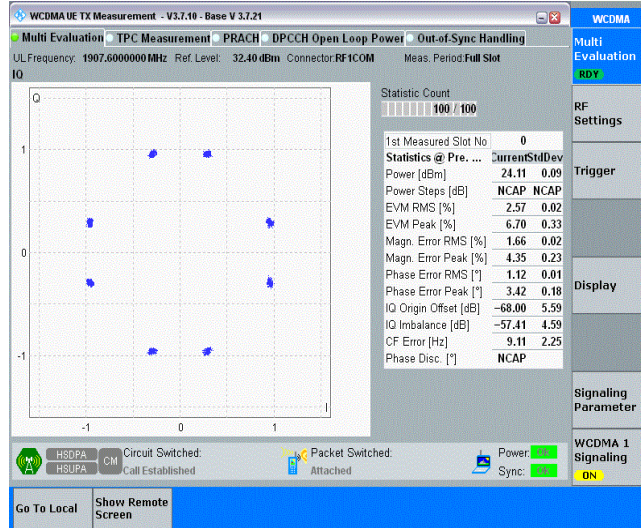 WCDMA UE TX Measurement - V3.7.10 - Base V 3.7.21
WCDMA
Multi Evaluation TPC Measurement PRACH DPCCH Open Loop Power Out-of-Sync Handling
Multi
Evaluation
RDY
UL Frequency: 1907.6000000 MHz Ref. Level: 32.40 dBm Connector: RF1COM Meas. Period: Full Slot
IQ
Q
Statistic Count
100 / 100
RF
Settings
1st Measured Slot No 0
Statistics @ Pre. ... Current StdDev
Power [dBm] 24.11 0.09
Power Steps [dB] NCAP NCAP
EVM RMS [%] 2.57 0.02
EVM Peak [%] 6.70 0.33
Magn. Error RMS [%] 1.66 0.02
Magn. Error Peak [%] 4.35 0.23
Phase Error RMS [°] 1.12 0.01
Phase Error Peak [°] 3.42 0.18
IQ Origin Offset [dB] −68.00 5.59
IQ Imbalance [dB] −57.41 4.59
CF Error [Hz] 9.11 2.25
Phase Disc. [°] NCAP
Trigger
Display
1
0
-1
I
-1 0 1
Signaling
Parameter
HSDPA
HSUPA
CM
Circuit Switched:
Call Established
Packet Switched:
Attached
Power: OK
Sync: OK
WCDMA 1
Signaling
ON
Go To Local
Show Remote
Screen